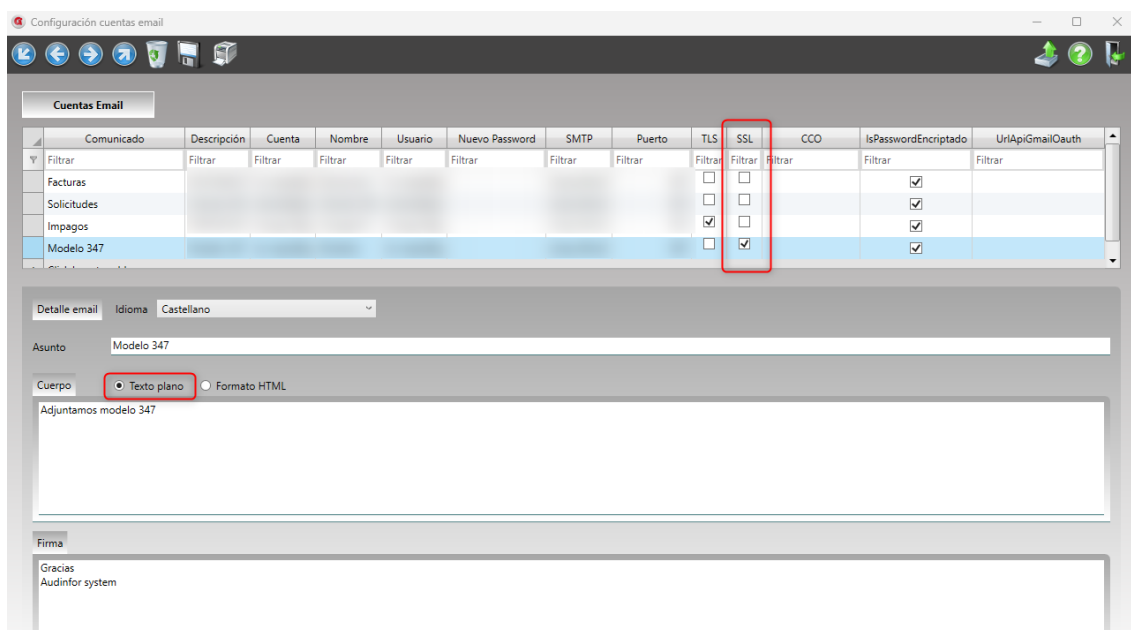 Configuración cuentas email
Cuentas Email
Comunicado Descripción Cuenta Nombre Usuario Nuevo Password SMTP Puerto TLS SSL CCO IsPasswordEncriptado UrlApiGmailOauth
Filtrar Filtrar Filtrar Filtrar Filtrar Filtrar Filtrar Filtrar Filtrar Filtrar Filtrar Filtrar Filtrar
Facturas
Solicitudes
Impagos
Modelo 347
Detalle email Idioma Castellano
Asunto Modelo 347
Cuerpo Texto plano Formato HTML
Adjuntamos modelo 347
Firma
Gracias
Audinfor system